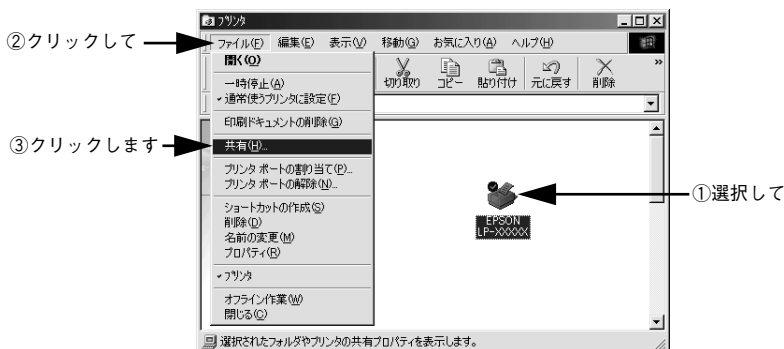 プリンタ
ファイル(F) 編集(E) 表示(V) 移動(G) お気に入り(A) ヘルプ(H)
②クリックして
開く(O)
切り取り コピー 貼り付け 元に戻す 削除 »
一時停止(A)
通常使うプリンタに設定(F)
印刷ドキュメントの削除(G)
③クリックします
共有(H)...
プリンタ ポートの割り当て(P)...
プリンタ ポートの解除(N)...
①選択して
ショートカットの作成(S)
削除(D)
名前の変更(M)
プロパティ(R)
EPSON
LP-XXXXX
プリンタ
オフライン作業(W)
閉じる(C)
選択されたフォルダやプリンタの共有プロパティを表示します。